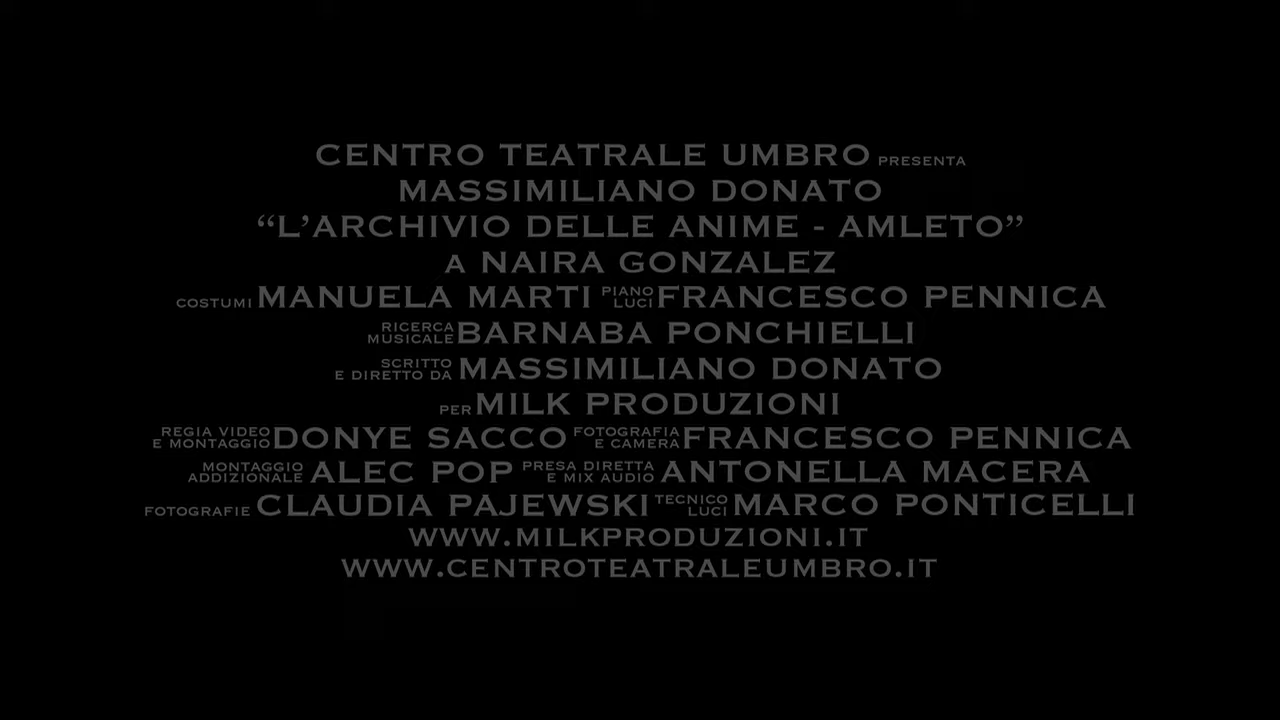 CENTRO TEATRALE UMBRO PRESENTA
MASSIMILIANO DONATO
“L’ARCHIVIO DELLE ANIME - AMLETO”
A NAIRA GONZALEZ
COSTUMI MANUELA MARTI PIANO LUCI FRANCESCO PENNICA
RICERCA MUSICALE BARNABA PONCHIELLI
SCRITTO E DIRETTO DA MASSIMILIANO DONATO
PER MILK PRODUZIONI
REGIA VIDEO E MONTAGGIO DONYE SACCO FOTOGRAFIA E CAMERA FRANCESCO PENNICA
MONTAGGIO ADDIZIONALE ALEC POP PRESA DIRETTA E MIX AUDIO ANTONELLA MACERA
FOTOGRAFIE CLAUDIA PAJEWSKI TECNICO LUCI MARCO PONTICELLI
WWW.MILKPRODUZIONI.IT
WWW.CENTROTEATRALEUMBRO.IT